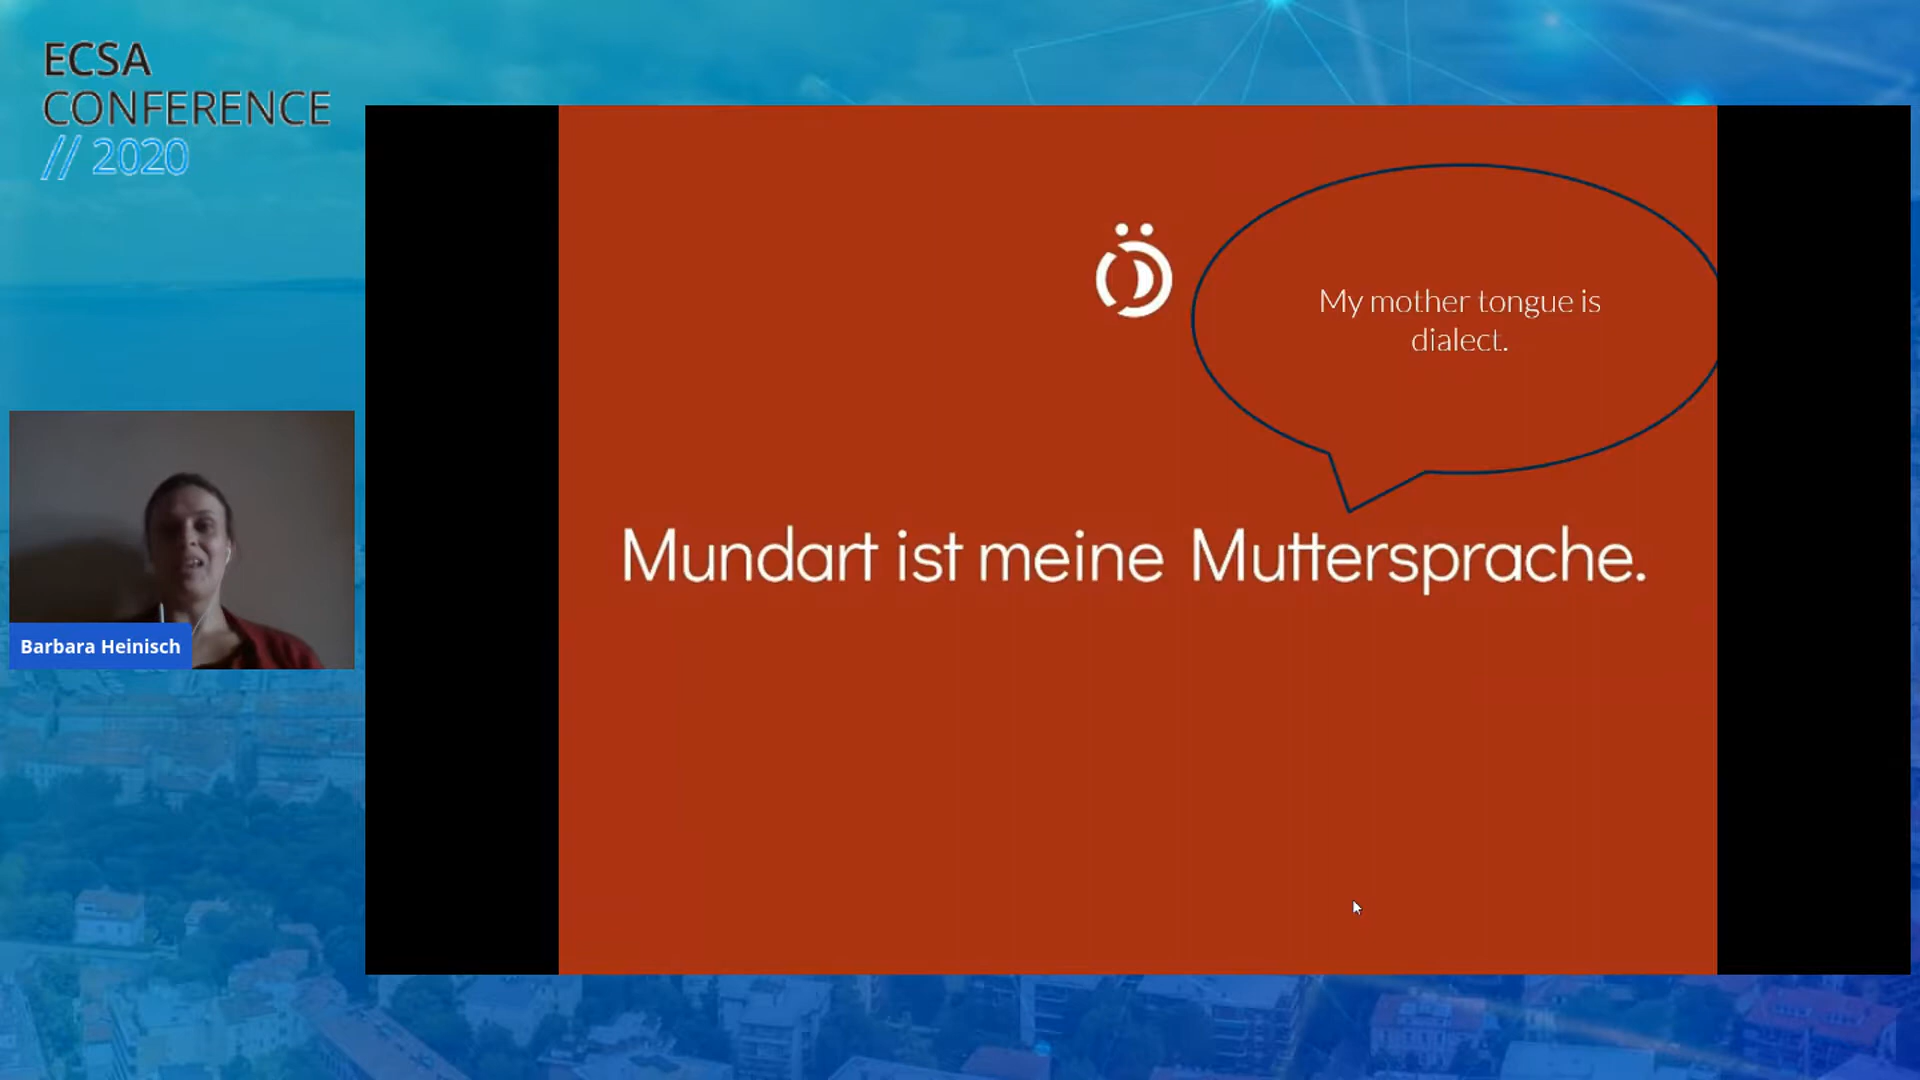 ECSA
CONFERENCE
// 2020
My mother tongue is
dialect.
Mundart ist meine Muttersprache.
Barbara Heinisch